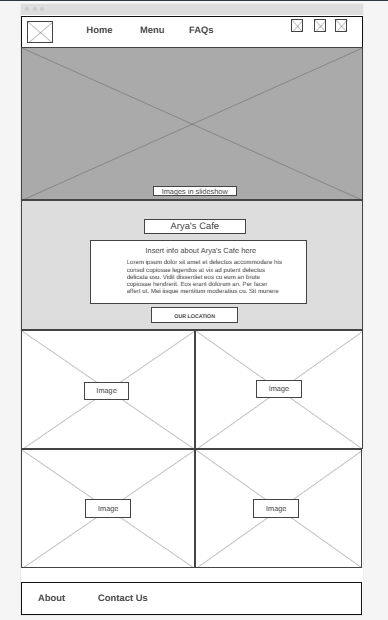 Home Menu FAQs
Images in slideshow
Arya's Cafe
Insert info about Arya's Cafe here
Lorem ipsum dolor sit amet et delectus accommodare his
consul copiosae legendos at vix ad putent delectus
delicata usu. Vidit dissentiet eos cu eum an brute
copiosae hendrerit. Eos erant dolorum an. Per facer
affert ut. Mei iisque mentitum moderatius cu. Sit munere
OUR LOCATION
Image Image
Image Image
About Contact Us